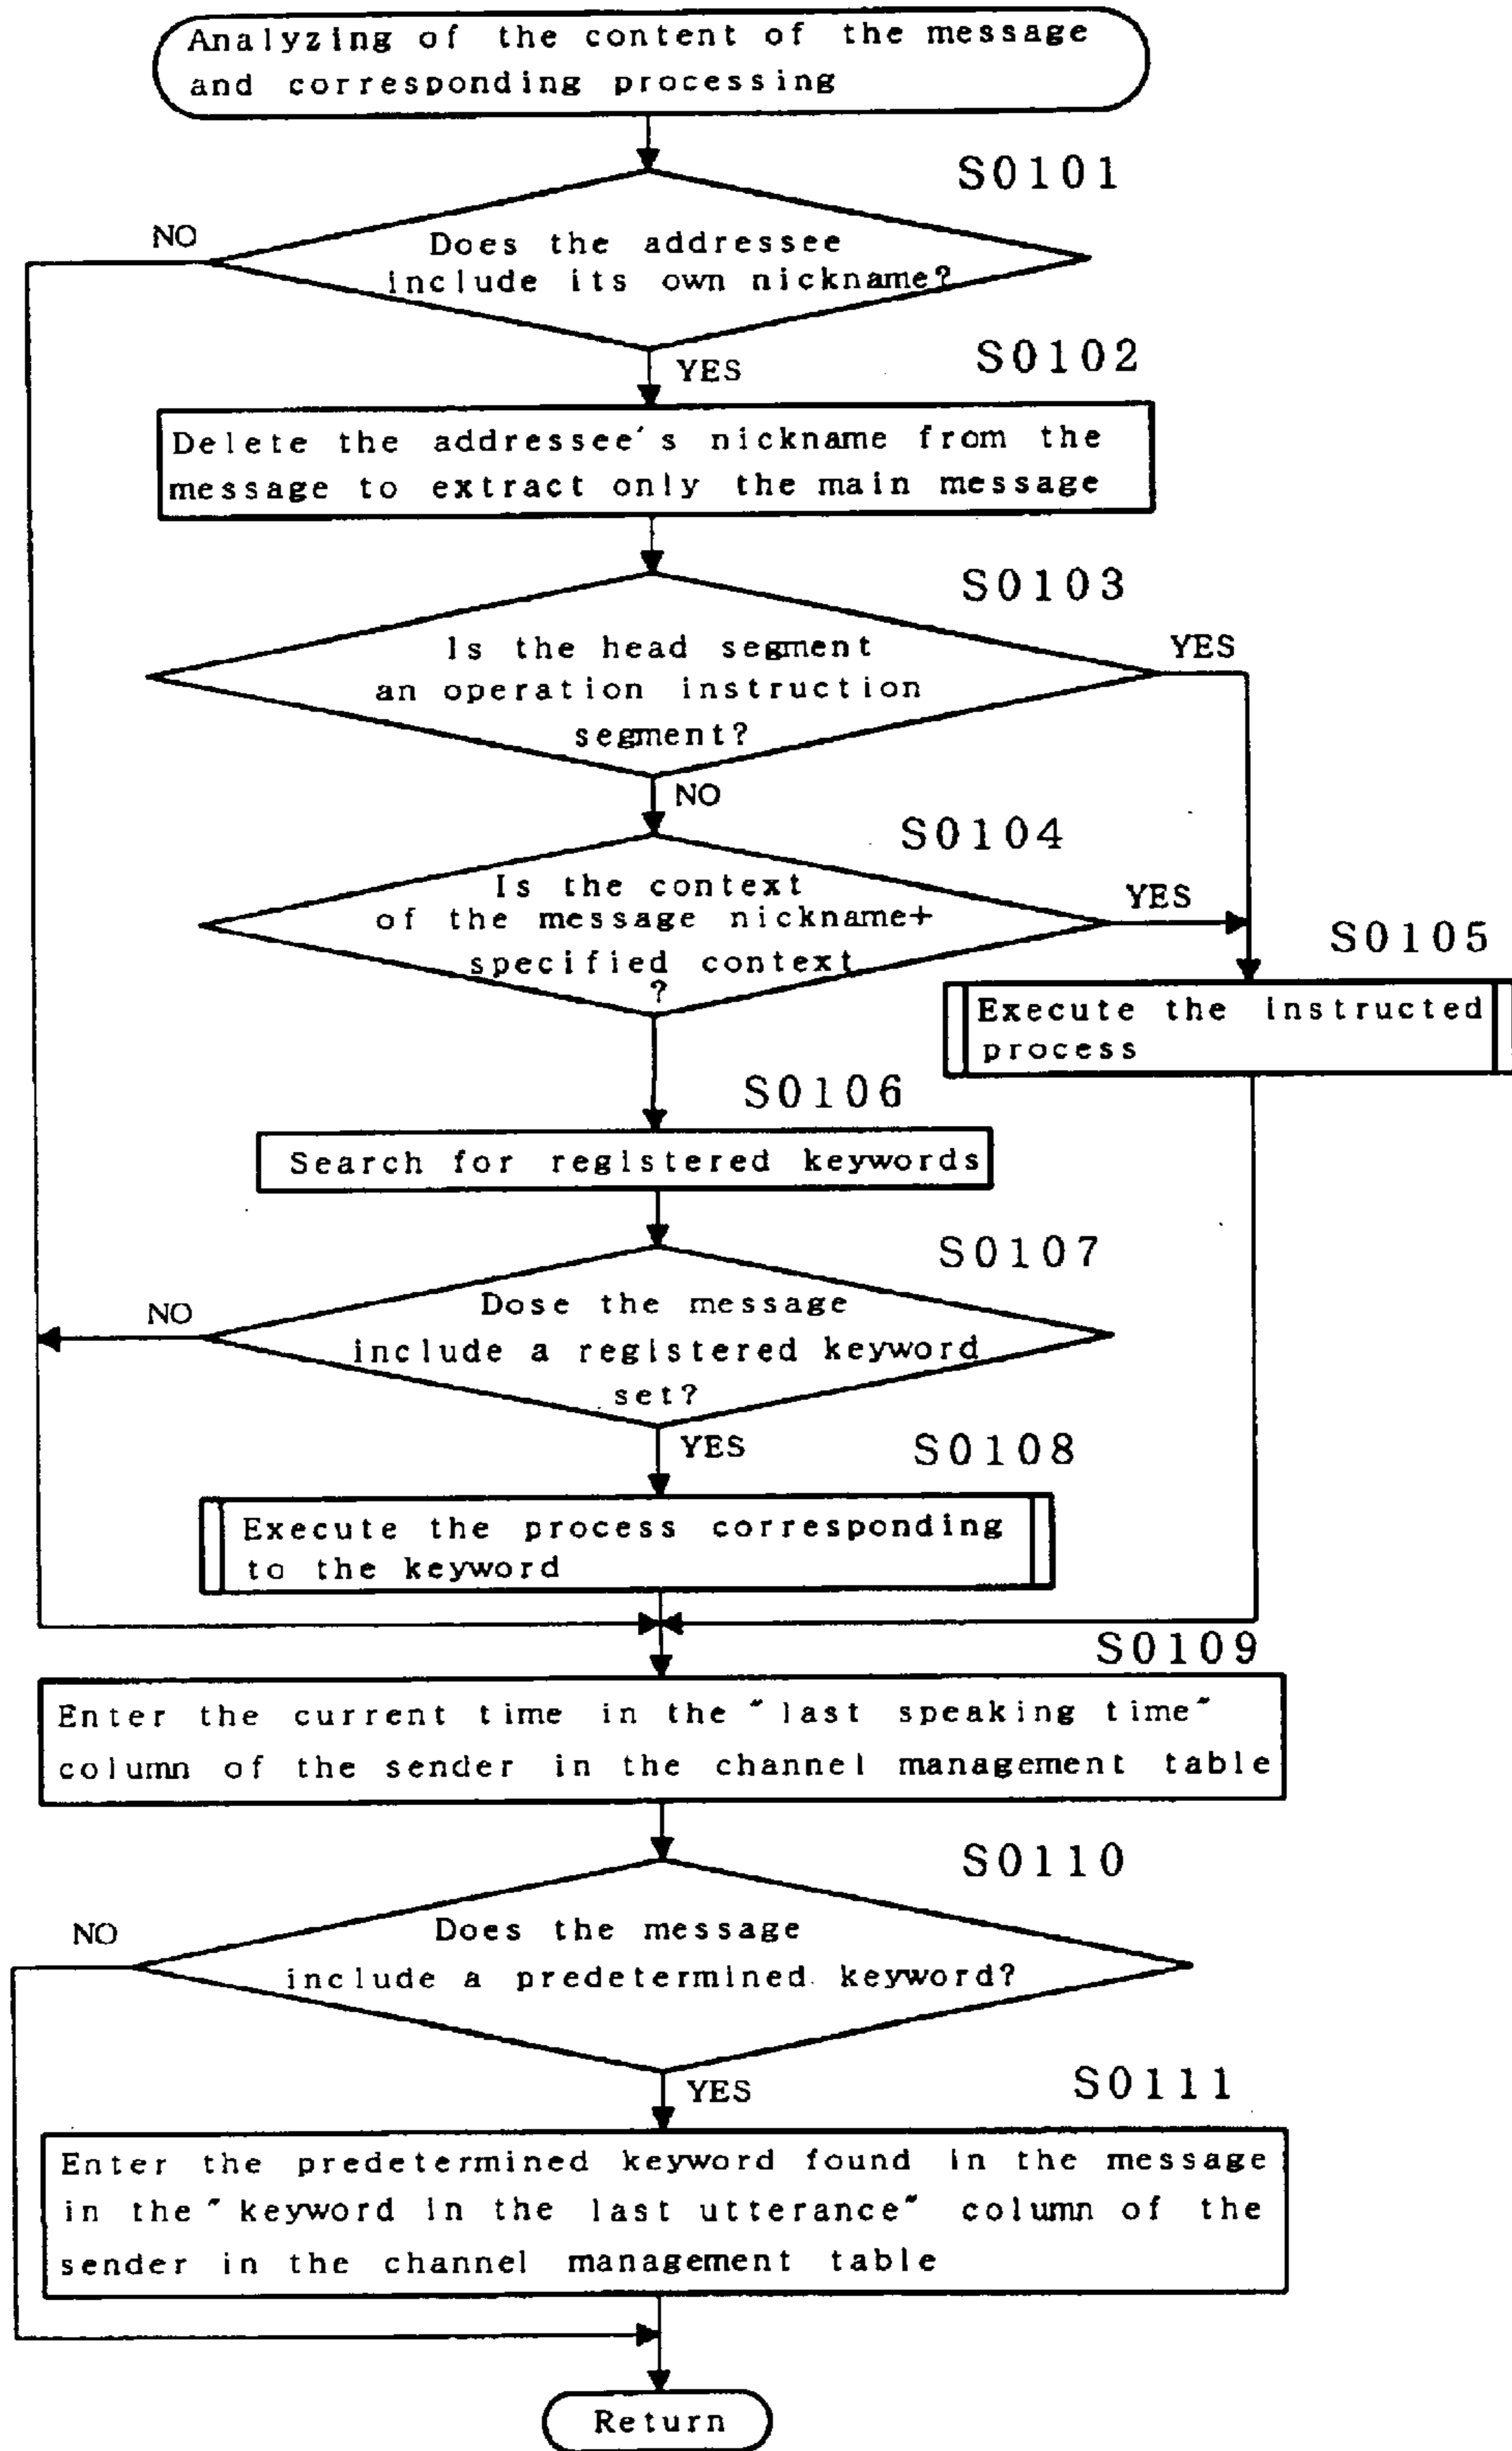 Analyzing of the content of the message
and corresponding processing
S0101
NO
Does the addressee
include its own nickname?
YES
S0102
Delete the addressee's nickname from the
message to extract only the main message
S0103
Is the head segment
an operation instruction
segment?
YES
NO
S0104
Is the context
of the message nickname+
specified context
?
YES
S0105
Execute the instructed
process
S0106
Search for registered keywords
S0107
NO
Dose the message
include a registered keyword
set?
YES
S0108
Execute the process corresponding
to the keyword
S0109
Enter the current time in the "last speaking time"
column of the sender in the channel management table
S0110
NO
Does the message
include a predetermined keyword?
YES
S0111
Enter the predetermined keyword found in the message
in the "keyword in the last utterance" column of the
sender in the channel management table
Return